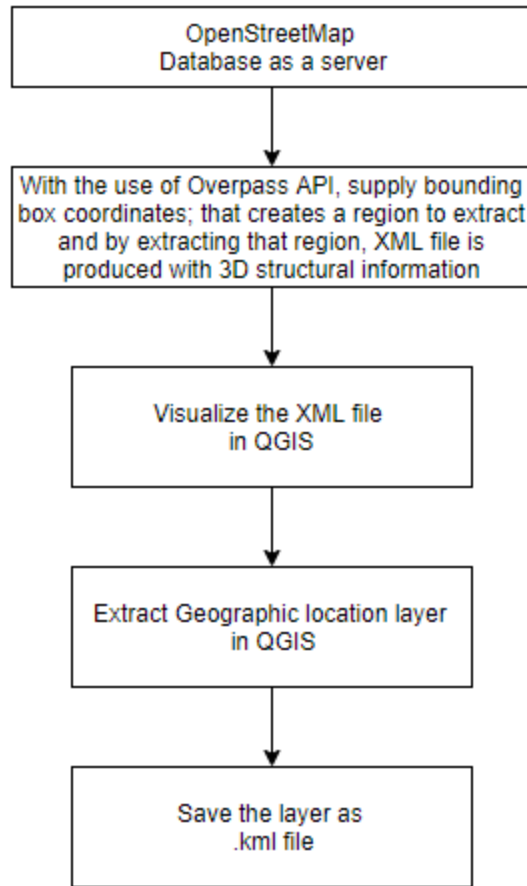 OpenStreetMap
Database as a server
With the use of Overpass API, supply bounding
box coordinates; that creates a region to extract
and by extracting that region, XML file is
produced with 3D structural information
Visualize the XML file
in QGIS
Extract Geographic location layer
in QGIS
Save the layer as
.kml file